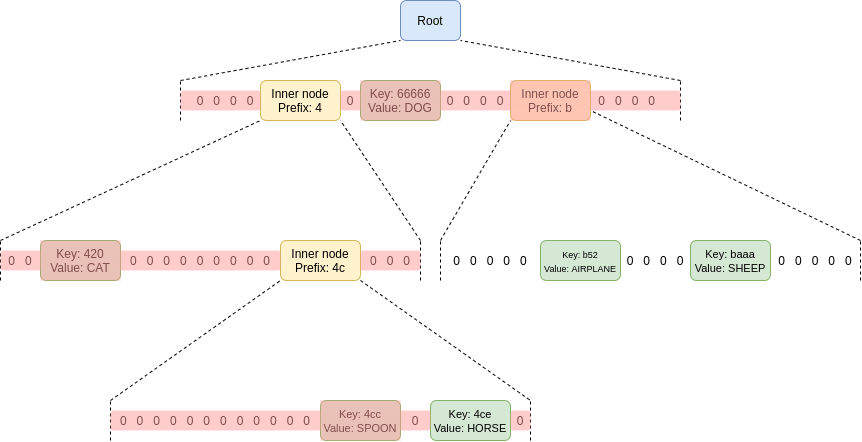 Root
0 0 0 0
Inner node
Prefix: 4
0
Key: 66666
Value: DOG
0 0 0 0
Inner node
Prefix: b
0 0 0 0
0 0
Key: 420
Value: CAT
0 0 0 0 0 0 0 0 0
Inner node
Prefix: 4c
0 0 0
0 0 0 0 0
Key: b52
Value: AIRPLANE
0 0 0 0
Key: baaa
Value: SHEEP
0 0 0 0 0
0 0 0 0 0 0 0 0 0 0 0 0
Key: 4cc
Value: SPOON
0
Key: 4ce
Value: HORSE
0